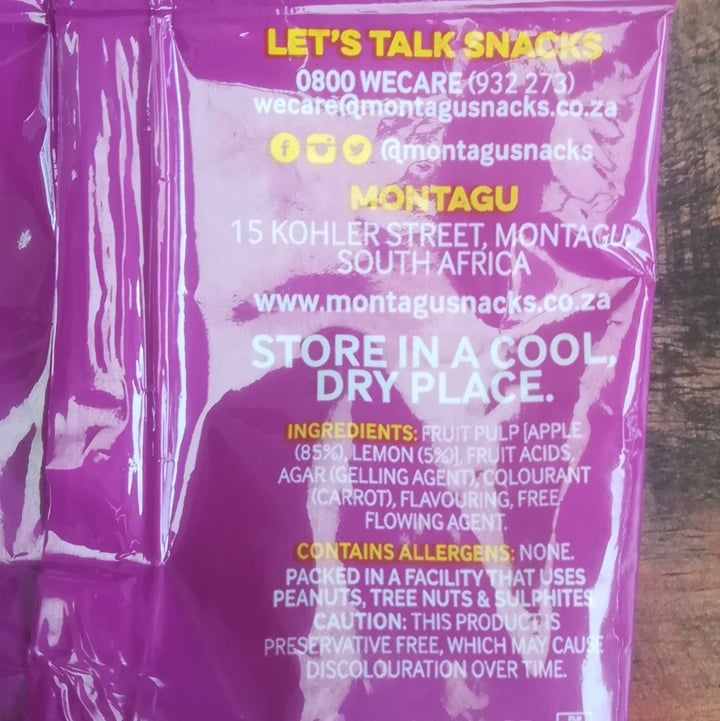 LET'S TALK SNACKS
0800 WECARE (932 273)
wecare@montagusnacks.co.za
@montagusnacks
MONTAGU
15 KOHLER STREET, MONTAGU,
SOUTH AFRICA
www.montagusnacks.co.za
STORE IN A COOL,
DRY PLACE.
INGREDIENTS: FRUIT PULP [APPLE
(85%), LEMON (5%)], FRUIT ACIDS,
AGAR (GELLING AGENT), COLOURANT
(CARROT), FLAVOURING, FREE
FLOWING AGENT.
CONTAINS ALLERGENS: NONE.
PACKED IN A FACILITY THAT USES
PEANUTS, TREE NUTS & SULPHITES.
CAUTION: THIS PRODUCT IS
PRESERVATIVE FREE, WHICH MAY CAUSE
DISCOLOURATION OVER TIME.